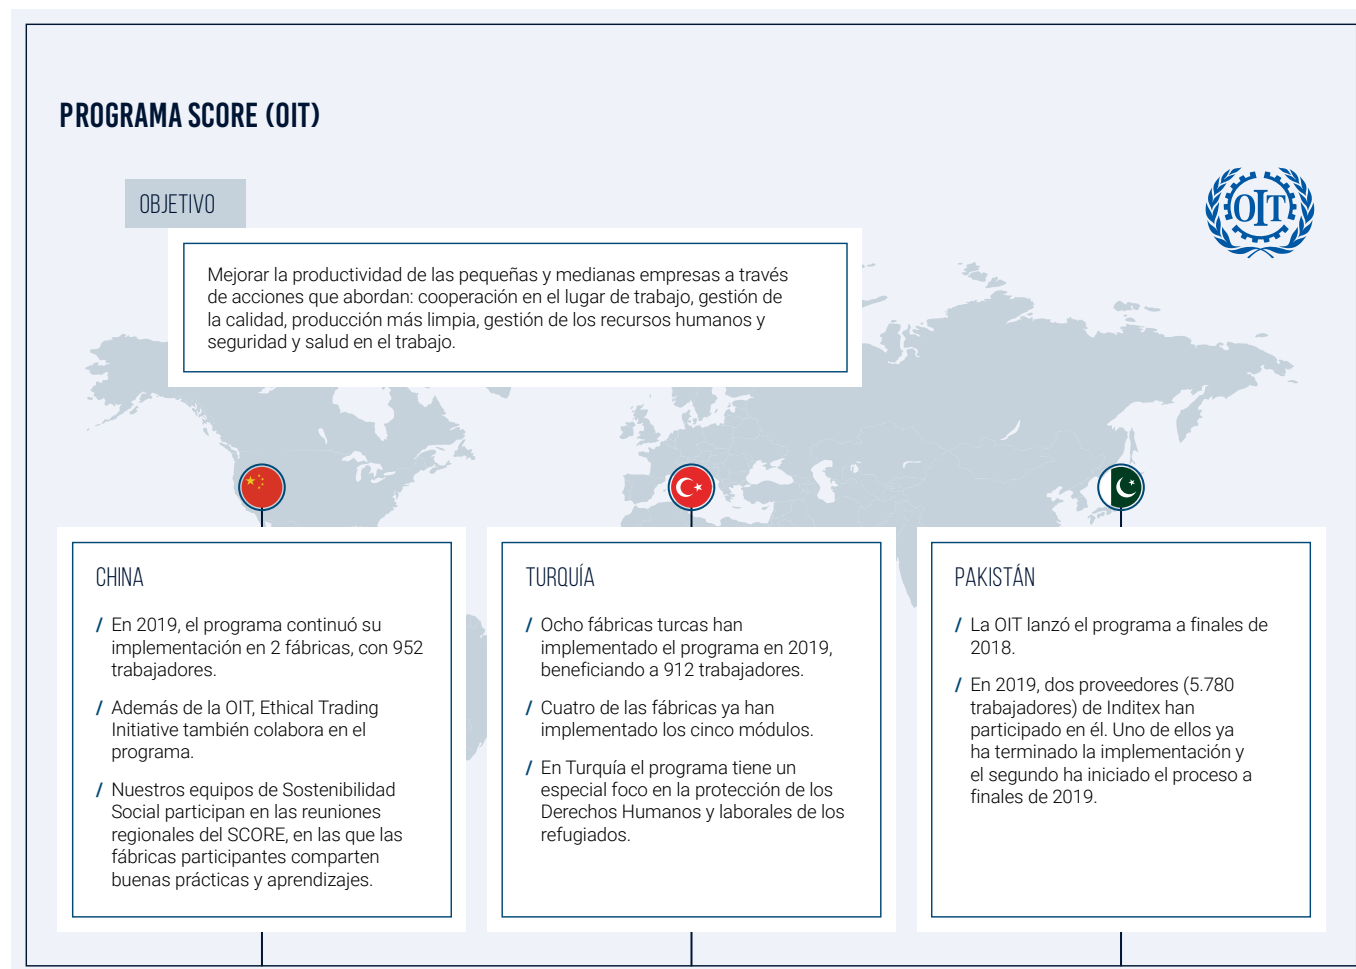 PROGRAMA SCORE (OIT)
OBJETIVO
OIT
Mejorar la productividad de las pequeñas y medianas empresas a través
de acciones que abordan: cooperación en el lugar de trabajo, gestión de
la calidad, producción más limpia, gestión de los recursos humanos y
seguridad y salud en el trabajo.
CHINA
/ En 2019, el programa continuó su
implementación en 2 fábricas, con 952
trabajadores.
/ Además de la OIT, Ethical Trading
Initiative también colabora en el
programa.
/ Nuestros equipos de Sostenibilidad
Social participan en las reuniones
regionales del SCORE, en las que las
fábricas participantes comparten
buenas prácticas y aprendizajes.
TURQUÍA
/ Ocho fábricas turcas han
implementado el programa en 2019,
beneficiando a 912 trabajadores.
/ Cuatro de las fábricas ya han
implementado los cinco módulos.
/ En Turquía el programa tiene un
especial foco en la protección de los
Derechos Humanos y laborales de los
refugiados.
PAKISTÁN
/ La OIT lanzó el programa a finales de
2018.
/ En 2019, dos proveedores (5.780
trabajadores) de Inditex han
participado en él. Uno de ellos ya
ha terminado la implementación y
el segundo ha iniciado el proceso a
finales de 2019.